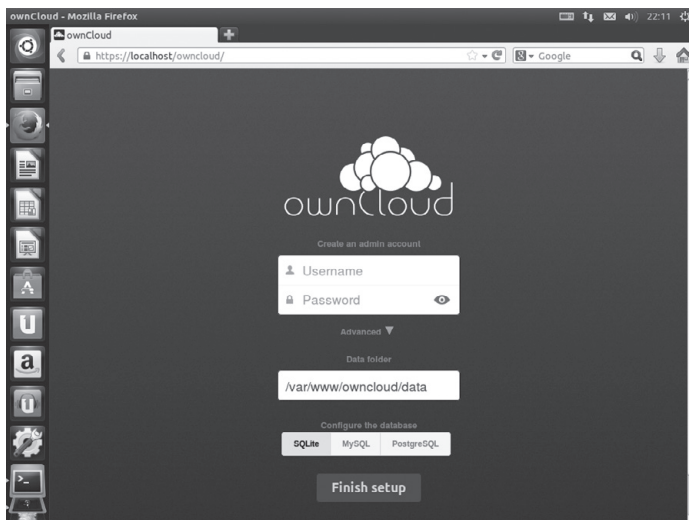 ownCloud - Mozilla Firefox
22:11
ownCloud
https://localhost/owncloud/
Google
ownCloud
Create an admin account
Username
Password
Advanced
Data folder
/var/www/owncloud/data
Configure the database
SQLite MySQL PostgreSQL
Finish setup